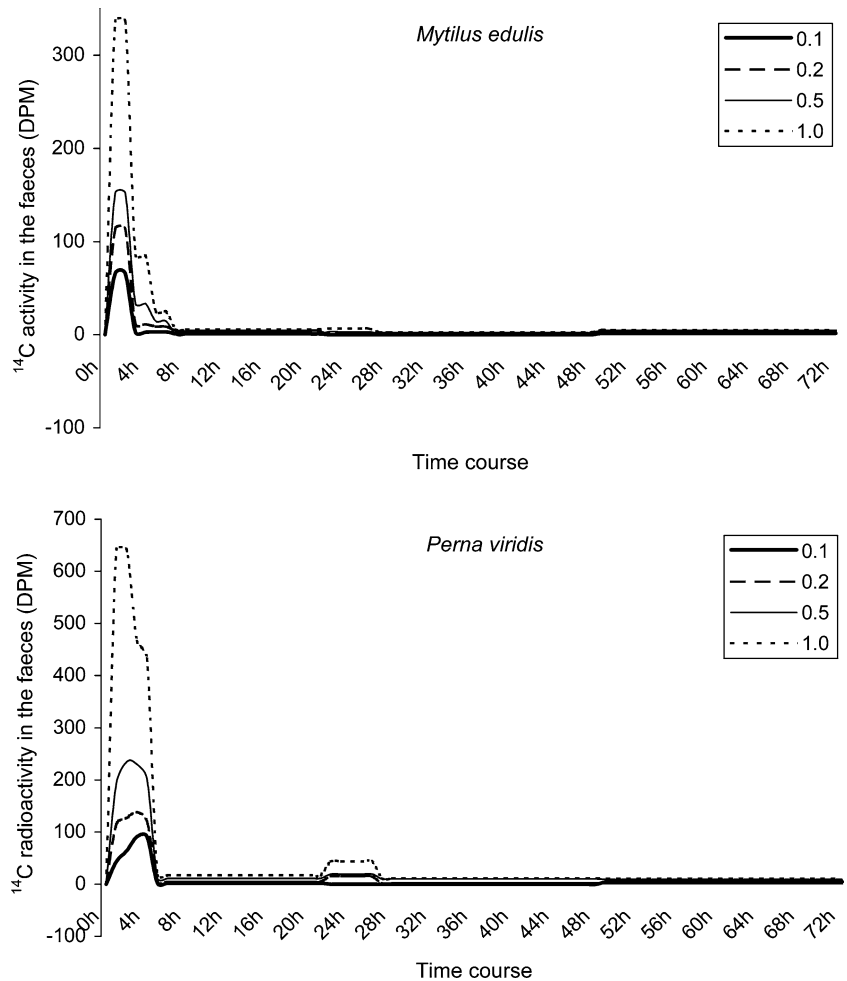 Mytilus edulis
0.1
0.2
0.5
1.0
300
200
100
0
-100
¹⁴C activity in the faeces (DPM)
0h 4h 8h 12h 16h 20h 24h 28h 32h 36h 40h 44h 48h 52h 56h 60h 64h 68h 72h
Time course
Perna viridis
0.1
0.2
0.5
1.0
700
600
500
400
300
200
100
0
-100
¹⁴C radioactivity in the faeces (DPM)
0h 4h 8h 12h 16h 20h 24h 28h 32h 36h 40h 44h 48h 52h 56h 60h 64h 68h 72h
Time course